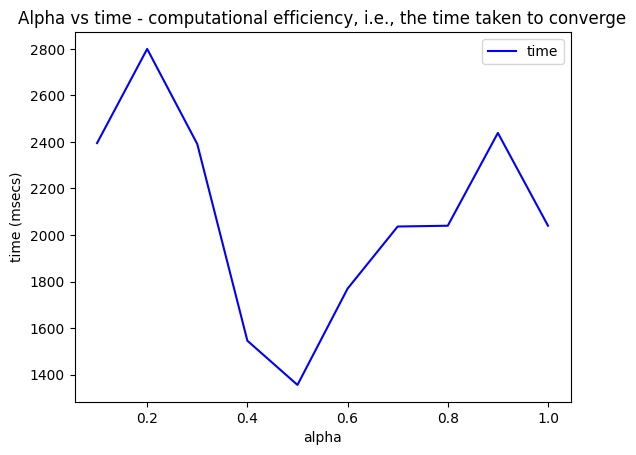 Alpha vs time - computational efficiency, i.e., the time taken to converge
time
2800
2600
2400
2200
2000
1800
1600
1400
time (msecs)
0.2 0.4 0.6 0.8 1.0
alpha